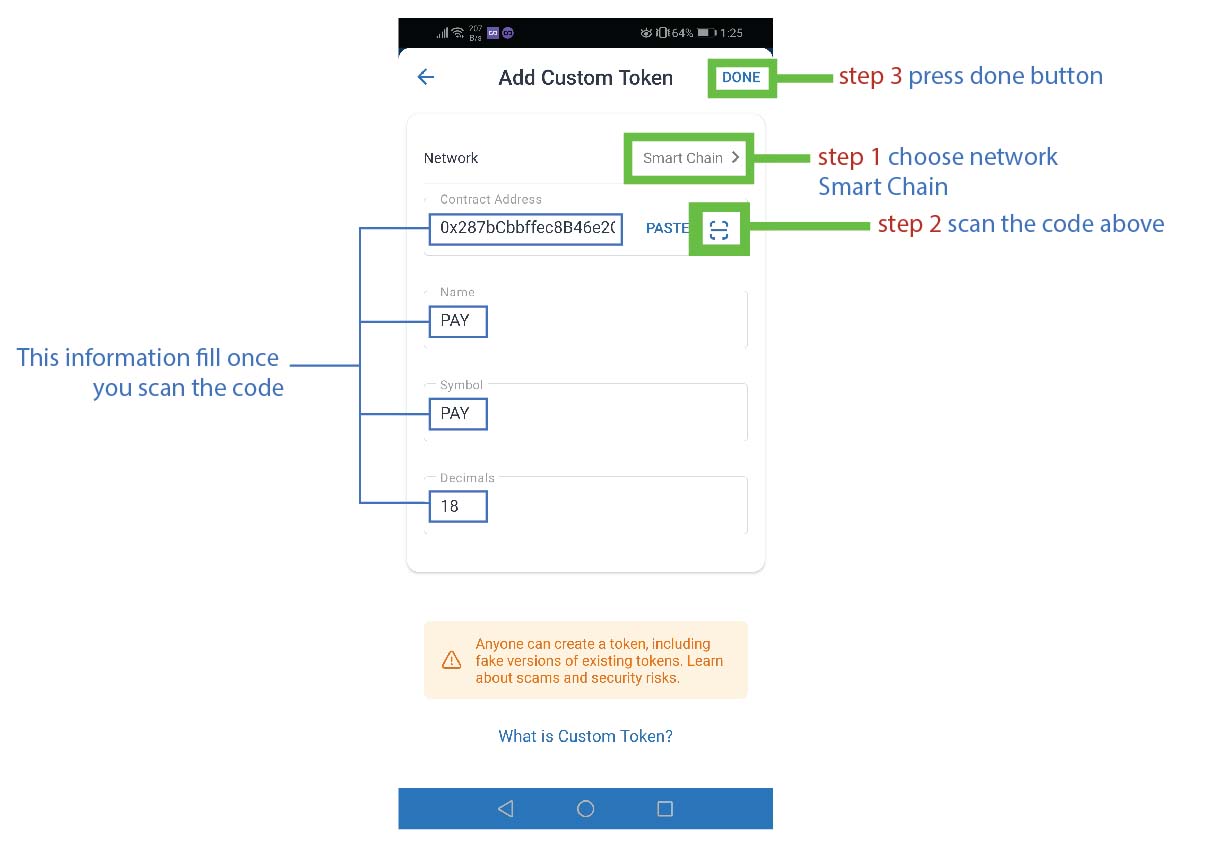 207
B/s
64%
1:25
Add Custom Token
DONE
step 3 press done button
Network
Smart Chain
step 1 choose network
Smart Chain
Contract Address
0x287bCbbffec8B46e20
PASTE
step 2 scan the code above
Name
PAY
This information fill once
you scan the code
Symbol
PAY
Decimals
18
Anyone can create a token, including
fake versions of existing tokens. Learn
about scams and security risks.
What is Custom Token?